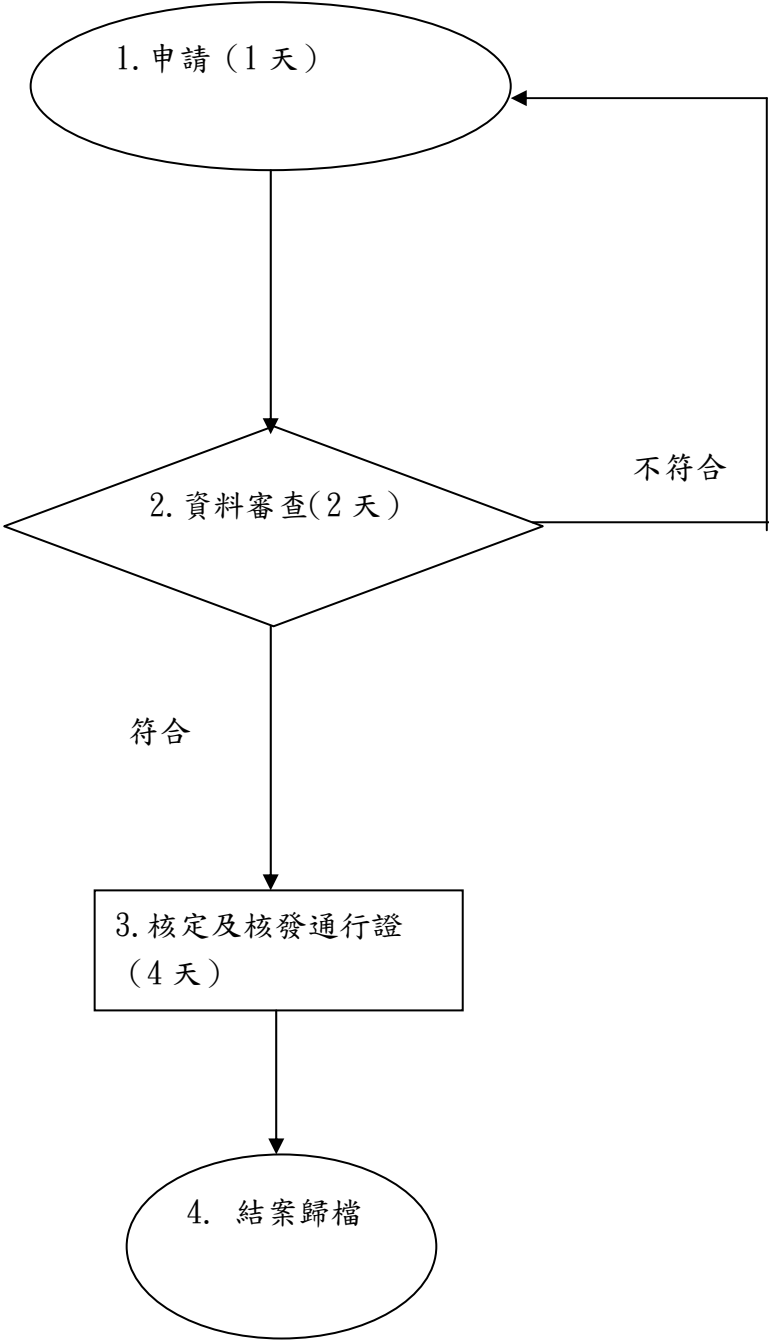 1.申請（1天）
不符合
2.資料審查(2天)
符合
3.核定及核發通行證
（4天）
4. 結案歸檔